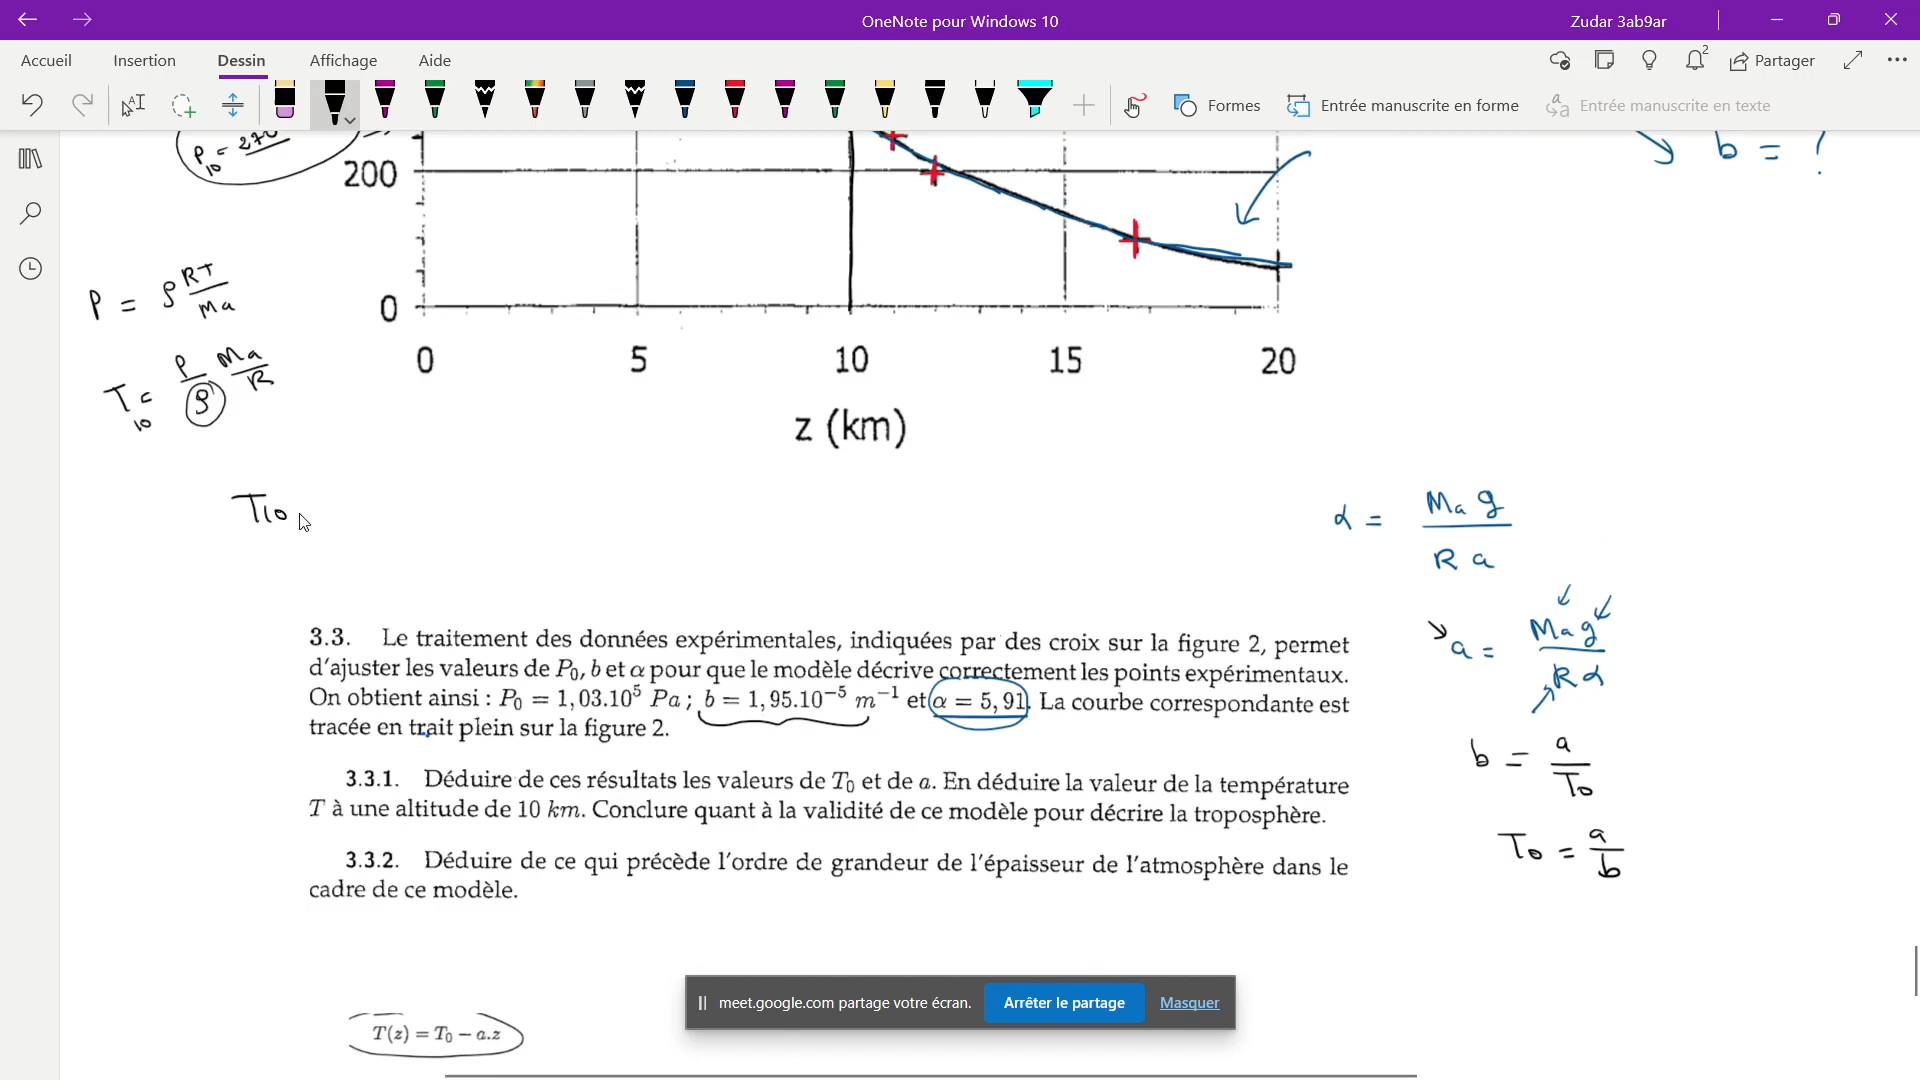 OneNote pour Windows 10
Zudar 3ab9ar
Accueil Insertion Dessin Affichage Aide
2 Partager
Formes Entrée manuscrite en forme Entrée manuscrite en texte
P10 = 270
200
b = ?
P = ρ RT / Ma
0
T10 = P / ρ Ma / R
0 5 10 15 20
z (km)
T10
α = Ma g / R a
3.3. Le traitement des données expérimentales, indiquées par des croix sur la figure 2, permet
d'ajuster les valeurs de P₀, b et α pour que le modèle décrive correctement les points expérimentaux.
On obtient ainsi : P₀ = 1,03.10⁵ Pa ; b = 1,95.10⁻⁵ m⁻¹ et α = 5,91. La courbe correspondante est
tracée en trait plein sur la figure 2.
a = Ma g / R α
b = a / T0
3.3.1. Déduire de ces résultats les valeurs de T₀ et de a. En déduire la valeur de la température
T à une altitude de 10 km. Conclure quant à la validité de ce modèle pour décrire la troposphère.
T0 = a / b
3.3.2. Déduire de ce qui précède l'ordre de grandeur de l'épaisseur de l'atmosphère dans le
cadre de ce modèle.
meet.google.com partage votre écran. Arrêter le partage Masquer
T(z) = T₀ − a.z